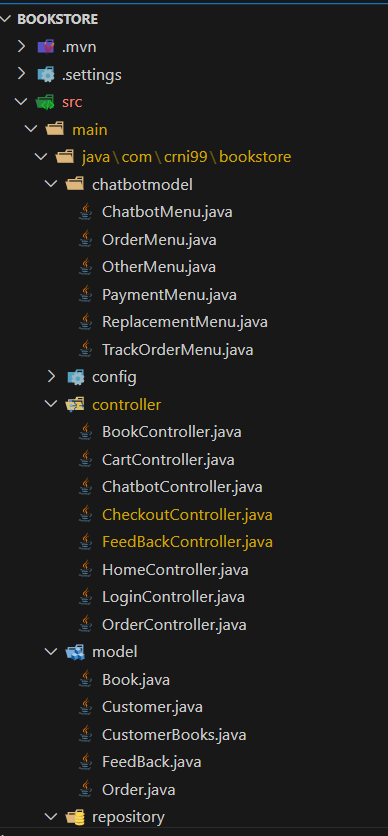 BOOKSTORE
.mvn
.settings
src
main
java\com\crni99\bookstore
chatbotmodel
ChatbotMenu.java
OrderMenu.java
OtherMenu.java
PaymentMenu.java
ReplacementMenu.java
TrackOrderMenu.java
config
controller
BookController.java
CartController.java
ChatbotController.java
CheckoutController.java
FeedBackController.java
HomeController.java
LoginController.java
OrderController.java
model
Book.java
Customer.java
CustomerBooks.java
FeedBack.java
Order.java
repository